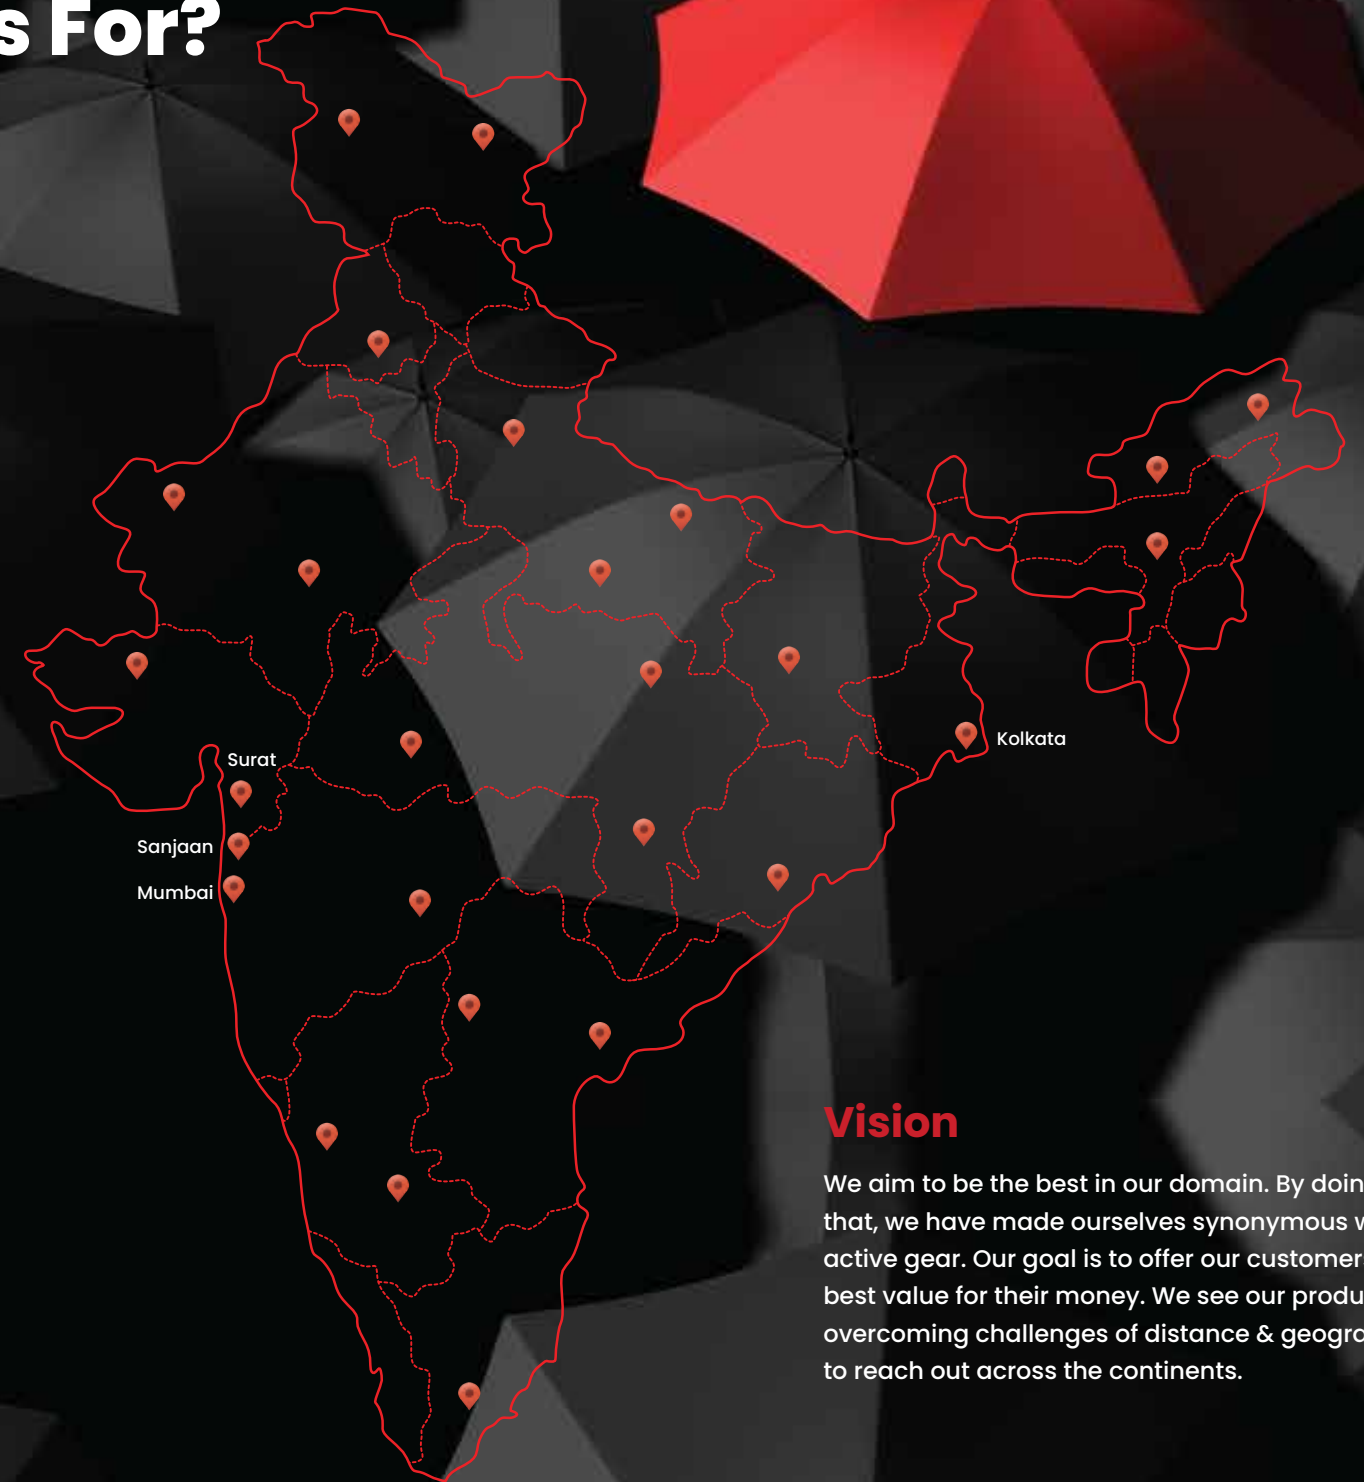 s For?
Surat
Sanjaan
Mumbai
Kolkata
Vision
We aim to be the best in our domain. By doin
that, we have made ourselves synonymous w
active gear. Our goal is to offer our customer
best value for their money. We see our produ
overcoming challenges of distance & geogra
to reach out across the continents.